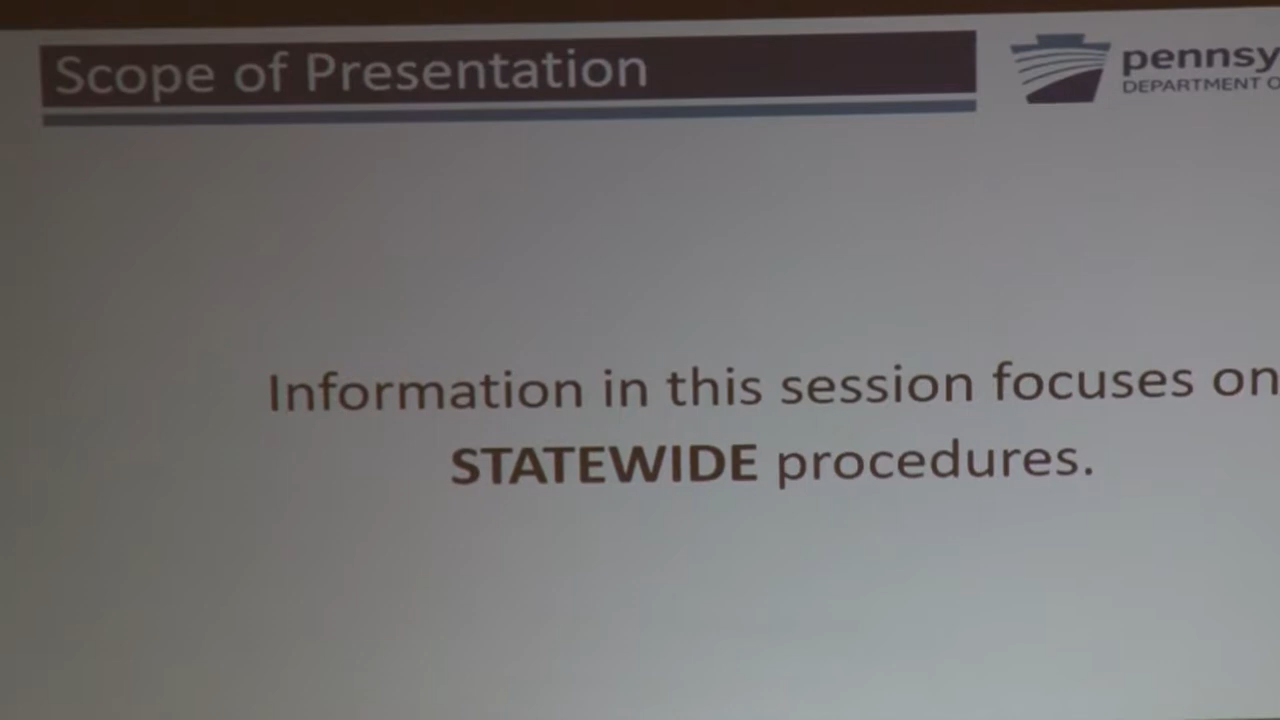 Scope of Presentation
pennsy
DEPARTMENT O
Information in this session focuses on
STATEWIDE procedures.